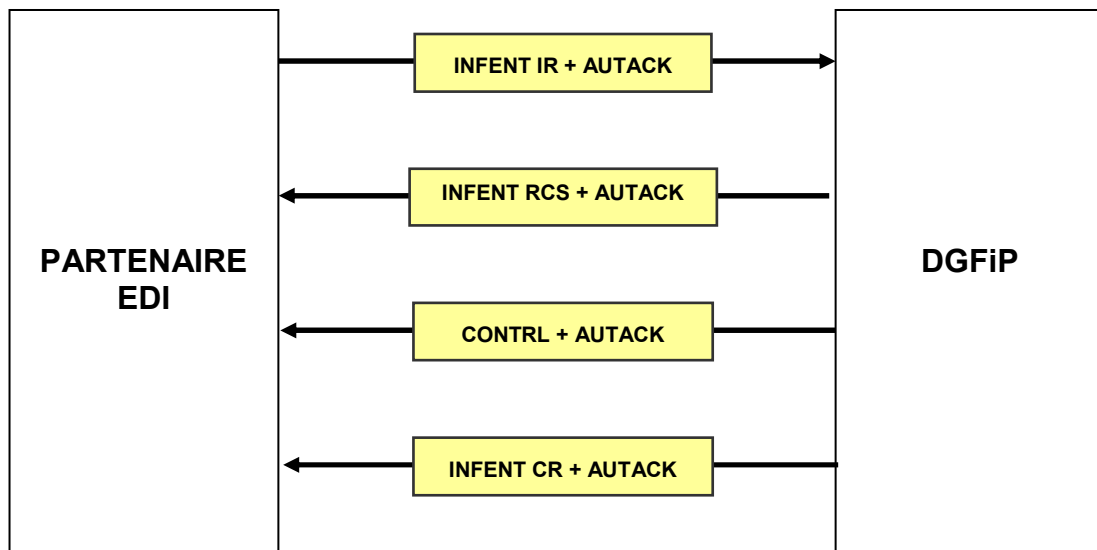 INFENT IR + AUTACK
INFENT RCS + AUTACK
PARTENAIRE
EDI
DGFiP
CONTRL + AUTACK
INFENT CR + AUTACK